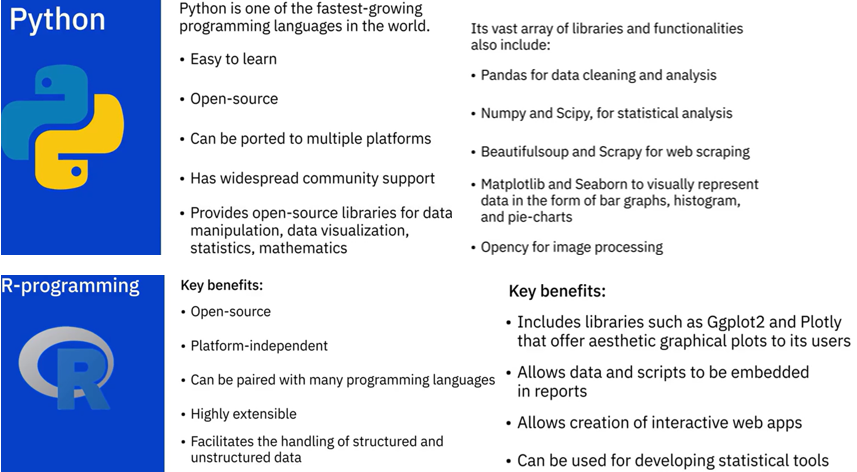 Python
Python is one of the fastest-growing
programming languages in the world.
• Easy to learn
• Open-source
• Can be ported to multiple platforms
• Has widespread community support
• Provides open-source libraries for data
manipulation, data visualization,
statistics, mathematics
Its vast array of libraries and functionalities
also include:
• Pandas for data cleaning and analysis
• Numpy and Scipy, for statistical analysis
• Beautifulsoup and Scrapy for web scraping
• Matplotlib and Seaborn to visually represent
data in the form of bar graphs, histogram,
and pie-charts
• Opency for image processing
R-programming
R
Key benefits:
• Open-source
• Platform-independent
• Can be paired with many programming languages
• Highly extensible
• Facilitates the handling of structured and
unstructured data
Key benefits:
• Includes libraries such as Ggplot2 and Plotly
that offer aesthetic graphical plots to its users
• Allows data and scripts to be embedded
in reports
• Allows creation of interactive web apps
• Can be used for developing statistical tools